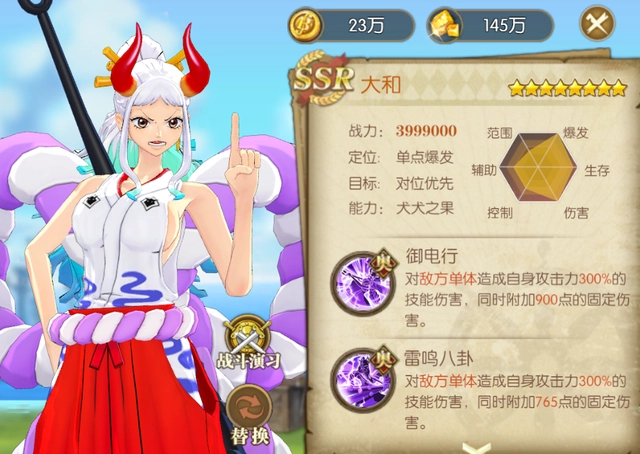 23万
145万
SSR 大和
战力：3999000
定位：单点爆发
目标：对位优先
能力：犬犬之果
范围 爆发
辅助 生存
控制 伤害
奥
御电行
对敌方单体造成自身攻击力300%的
技能伤害，同时附加900点的固定伤
害。
奥
雷鸣八卦
对敌方单体造成自身攻击力300%的
技能伤害，同时附加765点的固定伤
害。
战斗演习
替换